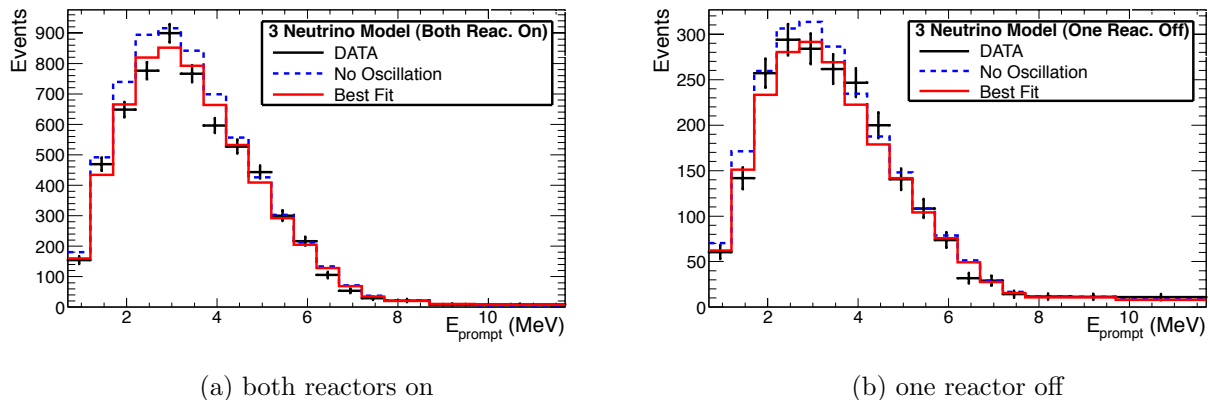 3 Neutrino Model (Both Reac. On)
DATA
No Oscillation
Best Fit
Events
900
800
700
600
500
400
300
200
100
0
2 4 6 8 10
E_prompt (MeV)
(a) both reactors on
3 Neutrino Model (One Reac. Off)
DATA
No Oscillation
Best Fit
Events
300
250
200
150
100
50
0
2 4 6 8 10
E_prompt (MeV)
(b) one reactor off